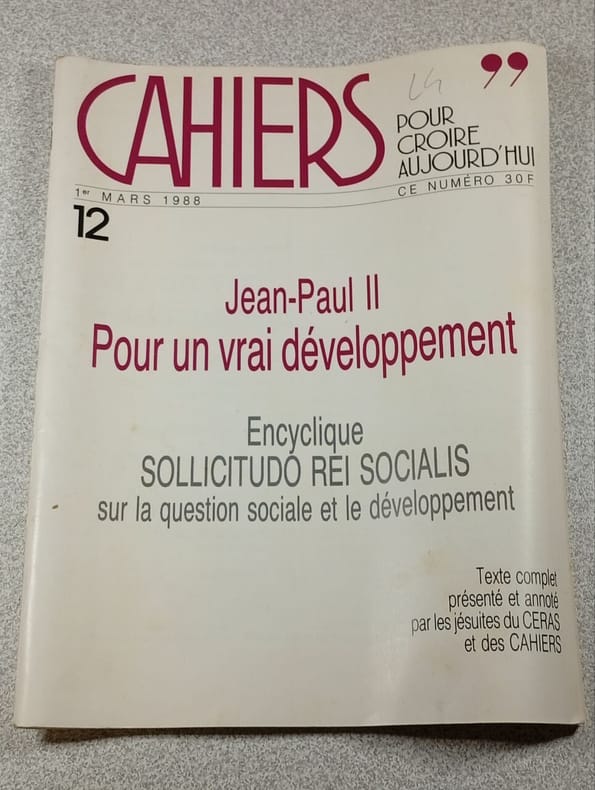 CAHIERS
POUR
CROIRE
AUJOURD'HUI
1er MARS 1988
CE NUMÉRO 30F
12
Jean-Paul II
Pour un vrai développement
Encyclique
SOLLICITUDO REI SOCIALIS
sur la question sociale et le développement
Texte complet
présenté et annoté
par les jésuites du CERAS
et des CAHIERS